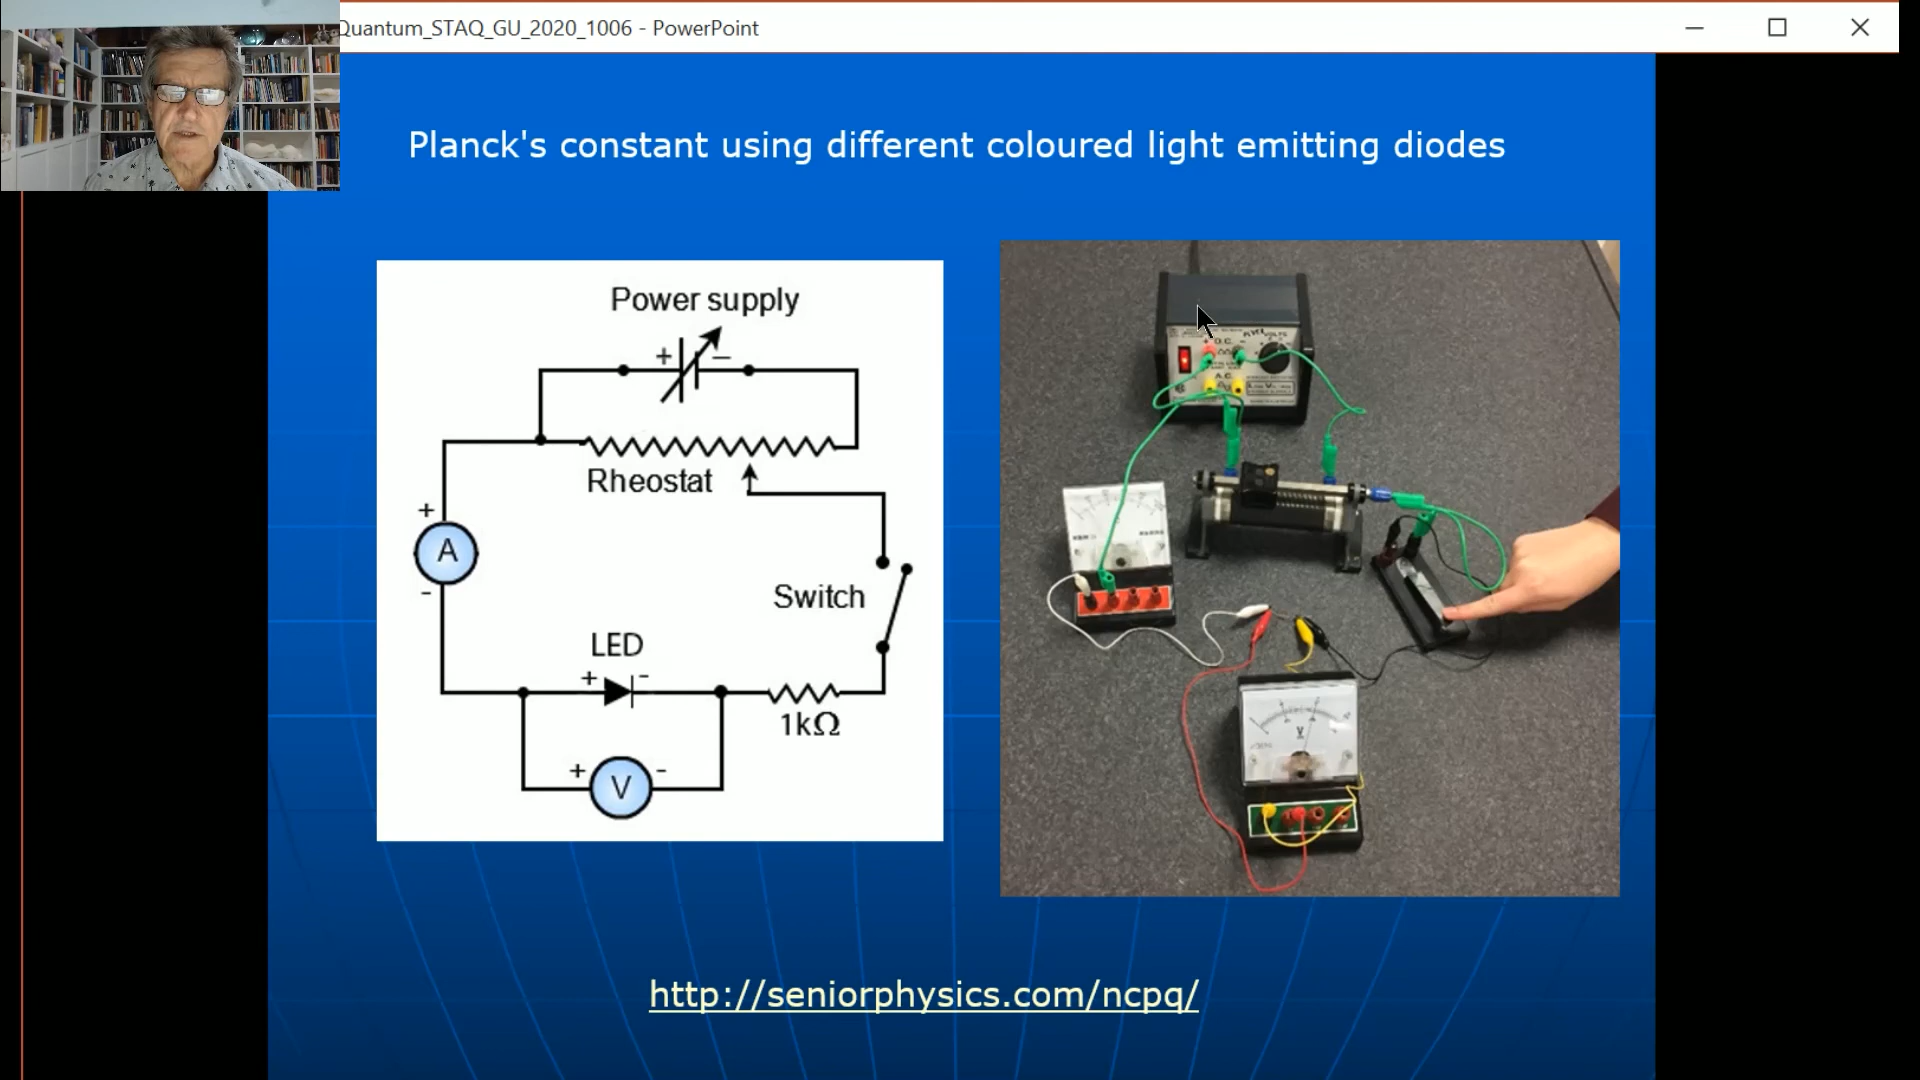 Quantum_STAQ_GU_2020_1006 - PowerPoint
Planck's constant using different coloured light emitting diodes
Power supply
+ −
Rheostat
+
A
-
Switch
LED
+ -
1kΩ
+ V -
+ D.C. -
A.C.
V
http://seniorphysics.com/ncpq/